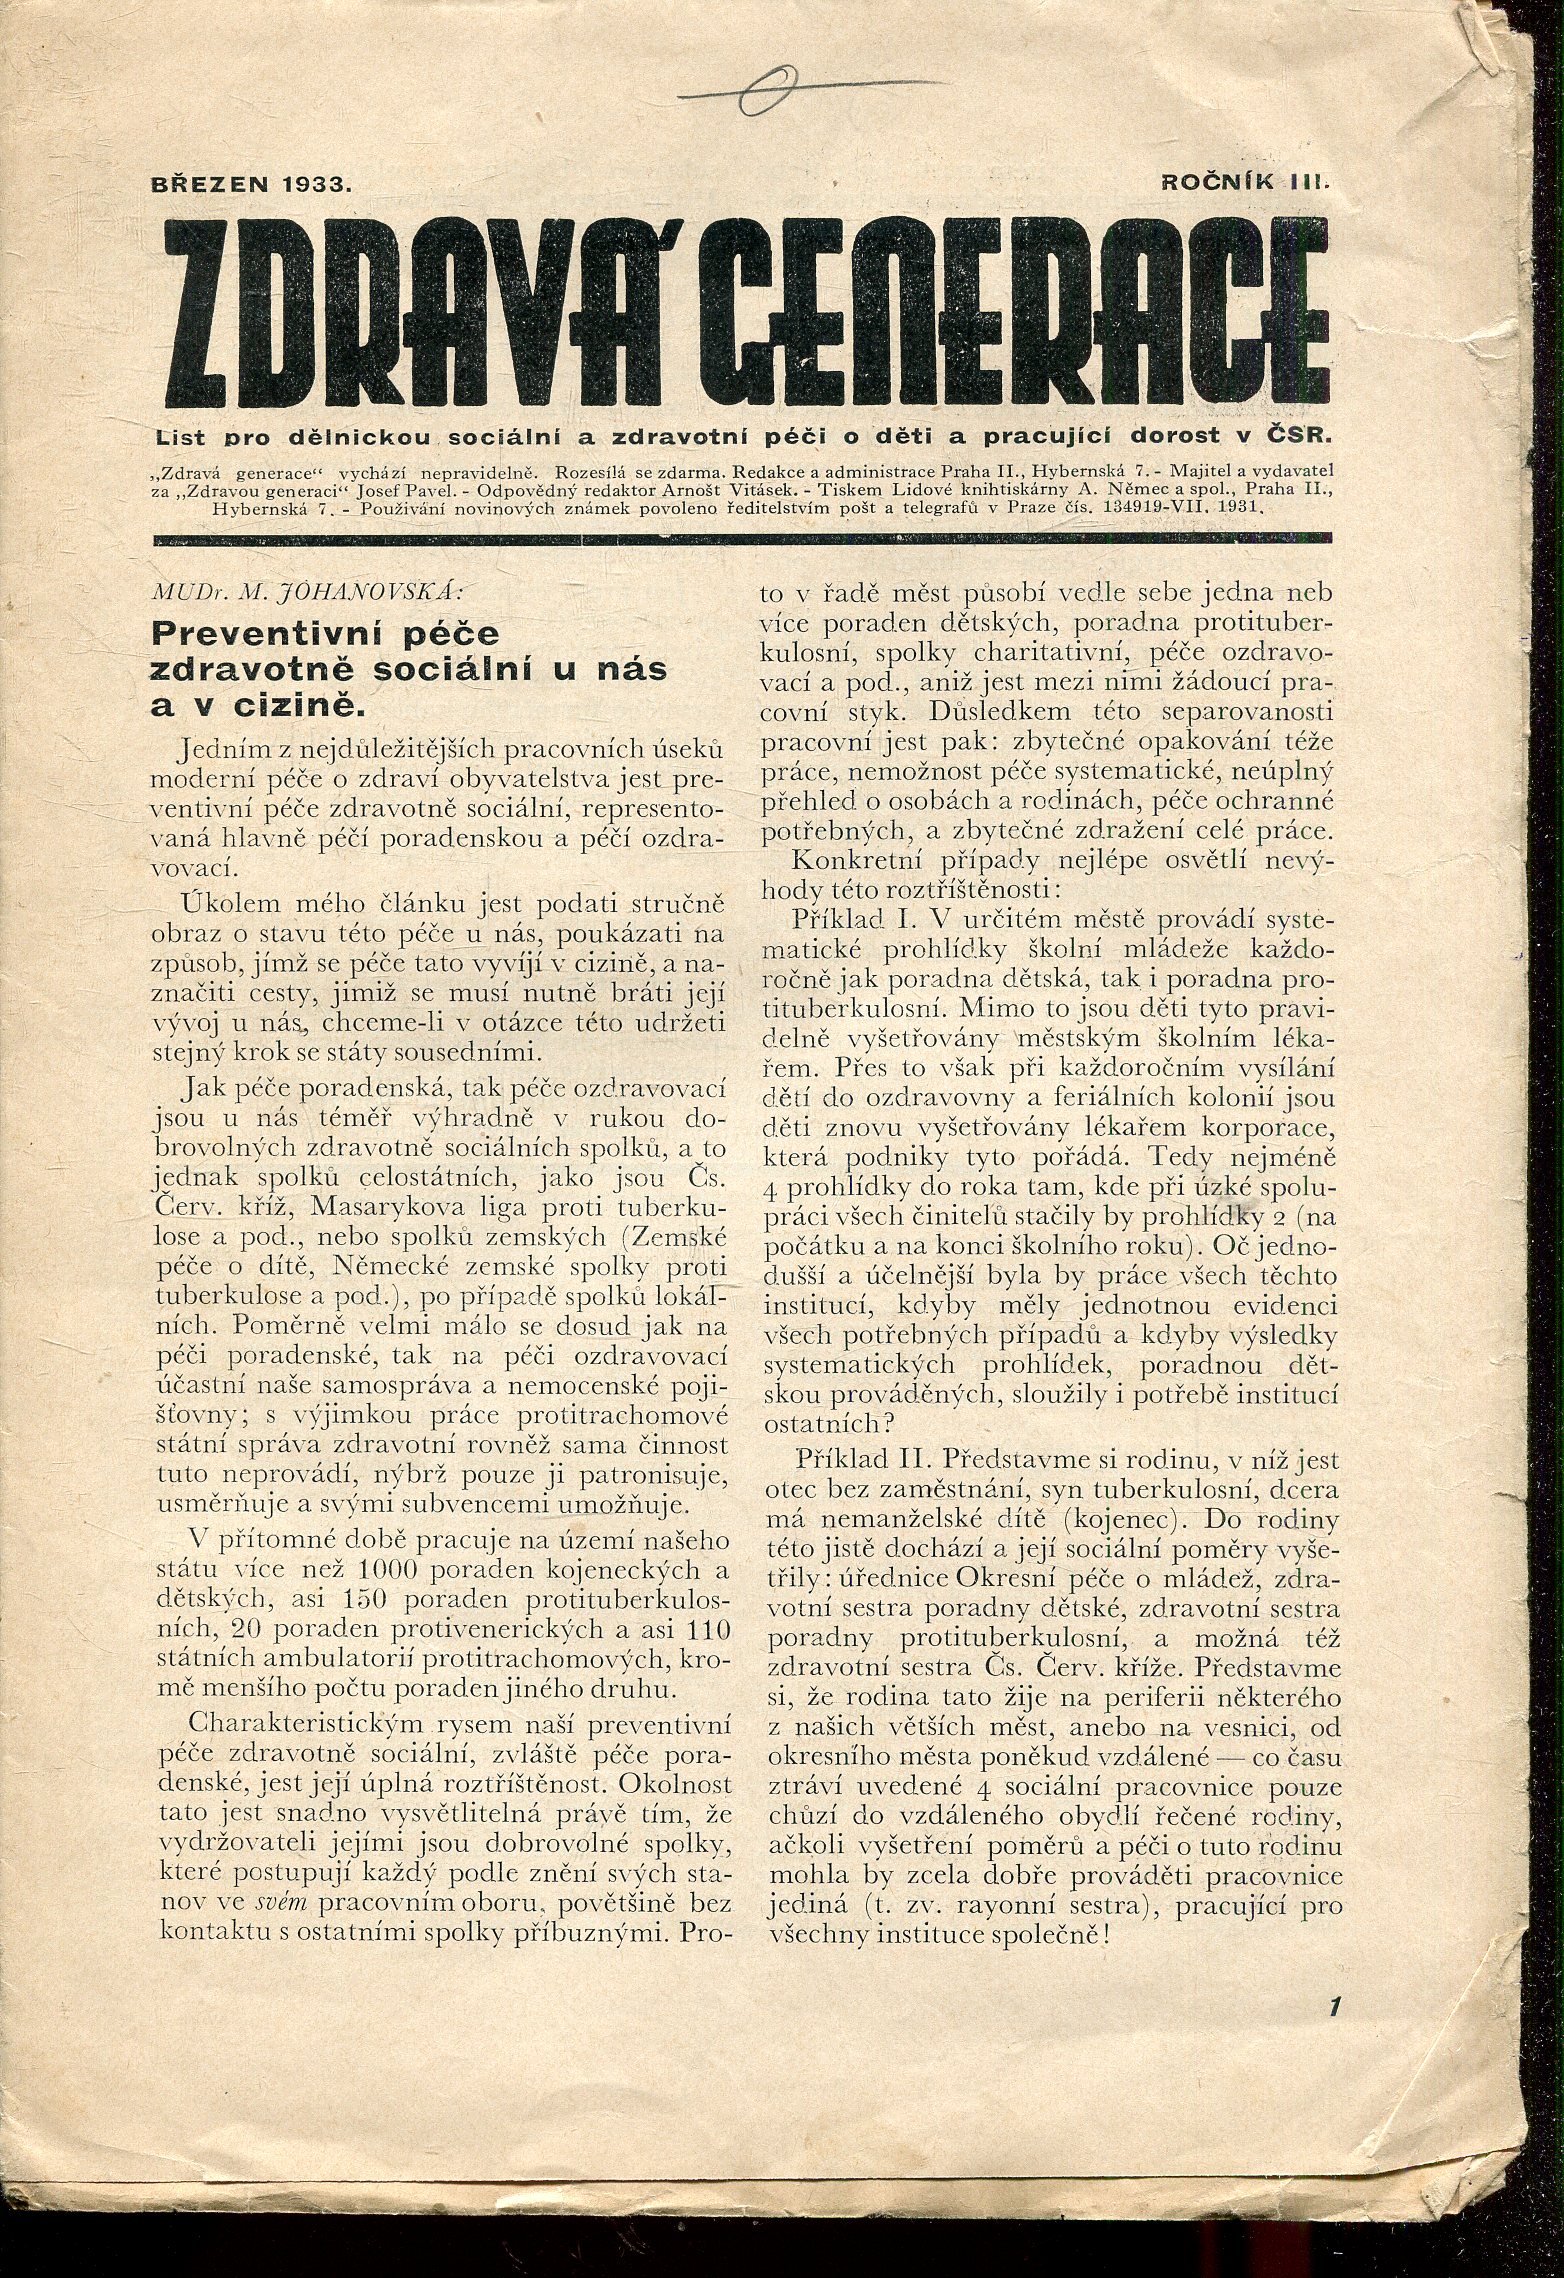 BŘEZEN 1933.
ROČNÍK III.
ZDRAVÁ GENERACE
List pro dělnickou sociální a zdravotní péči o děti a pracující dorost v ČSR.
„Zdravá generace“ vychází nepravidelně. Rozesílá se zdarma. Redakce a administrace Praha II., Hybernská 7. - Majitel a vydavatel
za „Zdravou generaci“ Josef Pavel. - Odpovědný redaktor Arnošt Vitásek. - Tiskem Lidové knihtiskárny A. Němec a spol., Praha II.,
Hybernská 7. - Používání novinových známek povoleno ředitelstvím pošt a telegrafů v Praze čís. 134919-VII. 1931.
MUDr. M. JOHANOVSKÁ:
Preventivní péče
zdravotně sociální u nás
a v cizině.
Jedním z nejdůležitějších pracovních úseků
moderní péče o zdraví obyvatelstva jest pre-
ventivní péče zdravotně sociální, represento-
vaná hlavně péčí poradenskou a péčí ozdra-
vovací.
Úkolem mého článku jest podati stručně
obraz o stavu této péče u nás, poukázati na
způsob, jímž se péče tato vyvíjí v cizině, a na-
značiti cesty, jimiž se musí nutně bráti její
vývoj u nás, chceme-li v otázce této udržeti
stejný krok se státy sousedními.
Jak péče poradenská, tak péče ozdravovací
jsou u nás téměř výhradně v rukou do-
brovolných zdravotně sociálních spolků, a to
jednak spolků celostátních, jako jsou Čs.
Červ. kříž, Masarykova liga proti tuberku-
lose a pod., nebo spolků zemských (Zemské
péče o dítě, Německé zemské spolky proti
tuberkulose a pod.), po případě spolků lokál-
ních. Poměrně velmi málo se dosud jak na
péči poradenské, tak na péči ozdravovací
účastní naše samospráva a nemocenské poji-
šťovny; s výjimkou práce protitrachomové
státní správa zdravotní rovněž sama činnost
tuto neprovádí, nýbrž pouze ji patronisuje,
usměrňuje a svými subvencemi umožňuje.
V přítomné době pracuje na území našeho
státu více než 1000 poraden kojeneckých a
dětských, asi 150 poraden protituberkulos-
ních, 20 poraden protivenerických a asi 110
státních ambulatorií protitrachomových, kro-
mě menšího počtu poraden jiného druhu.
Charakteristickým rysem naší preventivní
péče zdravotně sociální, zvláště péče pora-
denské, jest její úplná roztříštěnost. Okolnost
tato jest snadno vysvětlitelná právě tím, že
vydržovateli jejími jsou dobrovolné spolky,
které postupují každý podle znění svých sta-
nov ve svém pracovním oboru, povětšině bez
kontaktu s ostatními spolky příbuznými. Pro-
to v řadě měst působí vedle sebe jedna neb
více poraden dětských, poradna protituber-
kulosní, spolky charitativní, péče ozdravo-
vací a pod., aniž jest mezi nimi žádoucí pra-
covní styk. Důsledkem této separovanosti
pracovní jest pak: zbytečné opakování téže
práce, nemožnost péče systematické, neúplný
přehled o osobách a rodinách, péče ochranné
potřebných, a zbytečné zdražení celé práce.
Konkretní případy nejlépe osvětlí nevý-
hody této roztříštěnosti:
Příklad I. V určitém městě provádí syste-
matické prohlídky školní mládeže každo-
ročně jak poradna dětská, tak i poradna pro-
tituberkulosní. Mimo to jsou děti tyto pravi-
delně vyšetřovány městským školním léka-
řem. Přes to však při každoročním vysílání
dětí do ozdravovny a feriálních kolonií jsou
děti znovu vyšetřovány lékařem korporace,
která podniky tyto pořádá. Tedy nejméně
4 prohlídky do roka tam, kde při úzké spolu-
práci všech činitelů stačily by prohlídky 2 (na
počátku a na konci školního roku). Oč jedno-
dušší a účelnější byla by práce všech těchto
institucí, kdyby měly jednotnou evidenci
všech potřebných případů a kdyby výsledky
systematických prohlídek, poradnou dět-
skou prováděných, sloužily i potřebě institucí
ostatních?
Příklad II. Představme si rodinu, v níž jest
otec bez zaměstnání, syn tuberkulosní, dcera
má nemanželské dítě (kojenec). Do rodiny
této jistě dochází a její sociální poměry vyše-
třily: úřednice Okresní péče o mládež, zdra-
votní sestra poradny dětské, zdravotní sestra
poradny protituberkulosní, a možná též
zdravotní sestra Čs. Červ. kříže. Představme
si, že rodina tato žije na periferii některého
z našich větších měst, anebo na vesnici, od
okresního města poněkud vzdálené — co času
ztráví uvedené 4 sociální pracovnice pouze
chůzí do vzdáleného obydlí řečené rodiny,
ačkoli vyšetření poměrů a péči o tuto rodinu
mohla by zcela dobře prováděti pracovnice
jediná (t. zv. rayonní sestra), pracující pro
všechny instituce společně!
1